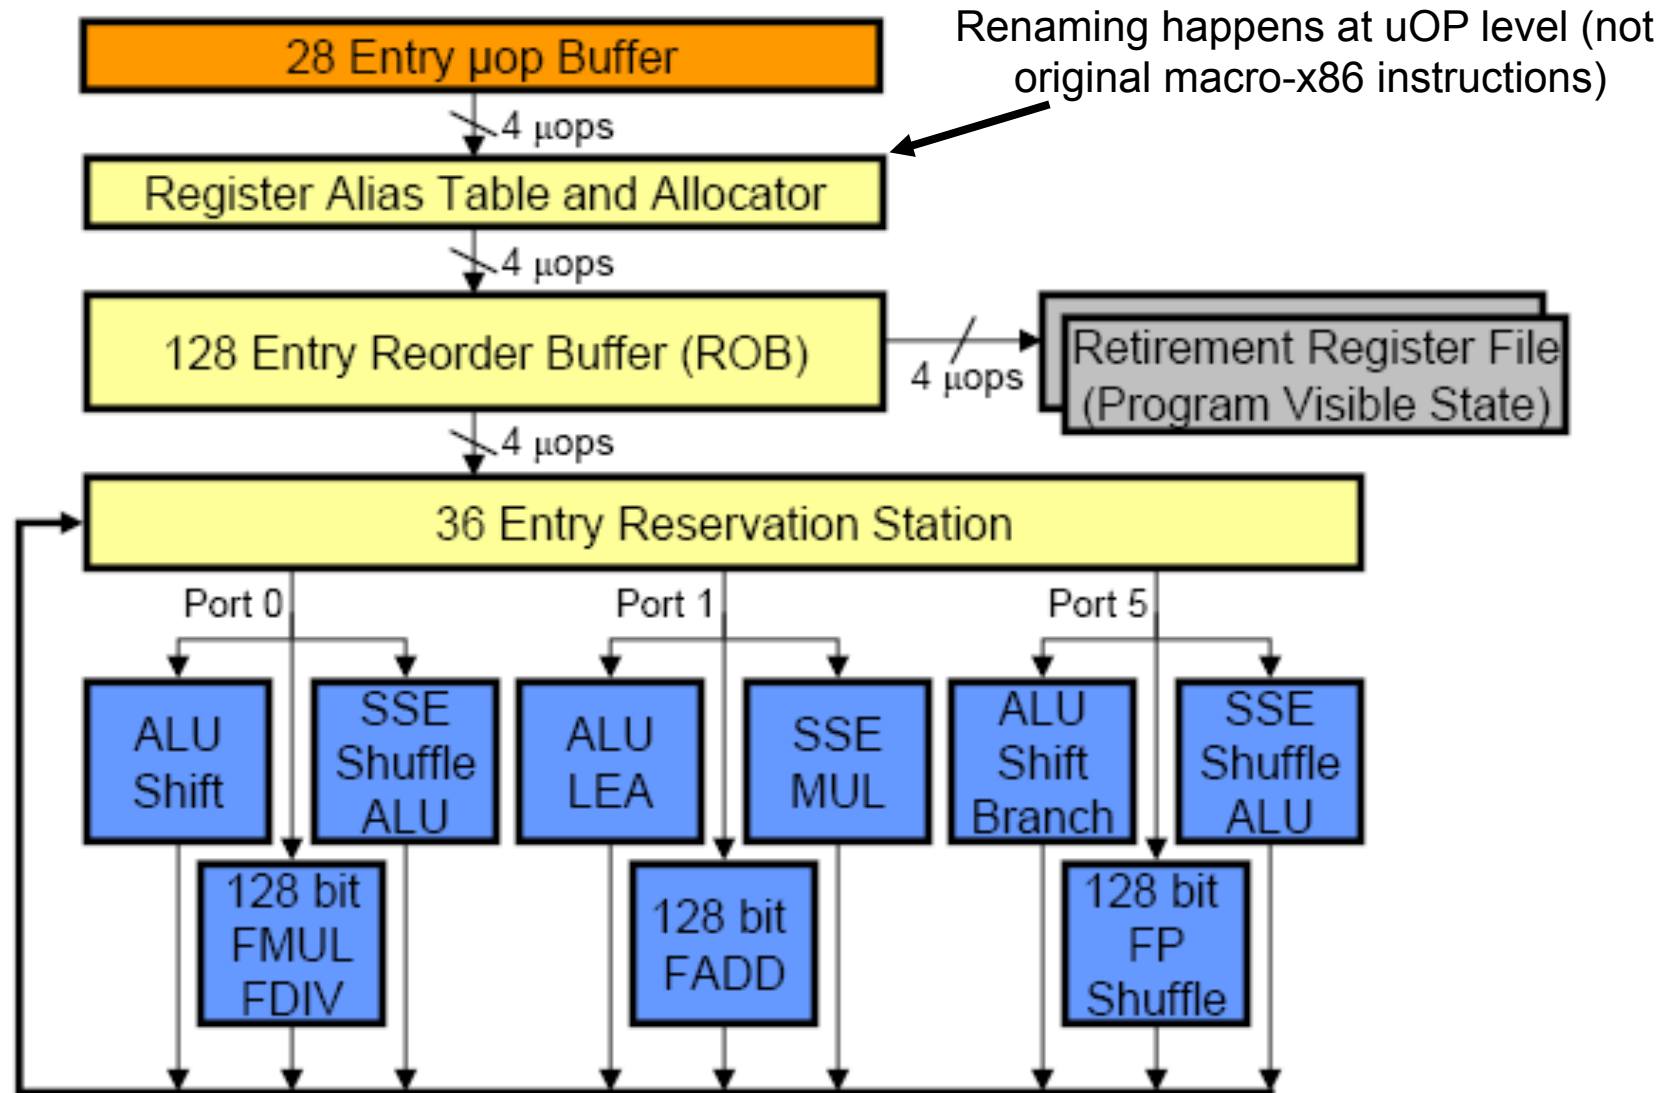 Renaming happens at uOP level (not
original macro-x86 instructions)
28 Entry μop Buffer
4 μops
Register Alias Table and Allocator
4 μops
128 Entry Reorder Buffer (ROB)
4 μops
Retirement Register File
(Program Visible State)
4 μops
36 Entry Reservation Station
Port 0
Port 1
Port 5
ALU
Shift
SSE
Shuffle
ALU
ALU
LEA
SSE
MUL
ALU
Shift
Branch
SSE
Shuffle
ALU
128 bit
FMUL
FDIV
128 bit
FADD
128 bit
FP
Shuffle